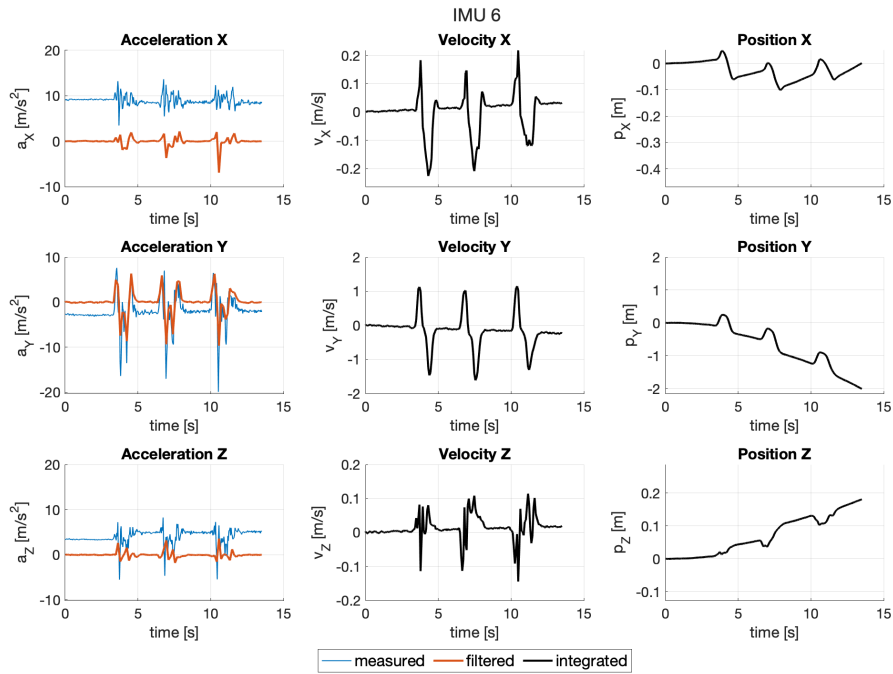 IMU 6
Acceleration X
Velocity X
Position X
20
10
0
-10
a_X [m/s²]
0 5 10 15
time [s]
0.2
0.1
0
-0.1
-0.2
v_X [m/s]
0 5 10 15
time [s]
0
-0.1
-0.2
-0.3
-0.4
p_X [m]
0 5 10 15
time [s]
Acceleration Y
Velocity Y
Position Y
10
0
-10
-20
a_Y [m/s²]
0 5 10 15
time [s]
2
1
0
-1
-2
v_Y [m/s]
0 5 10 15
time [s]
2
1
0
-1
-2
p_Y [m]
0 5 10 15
time [s]
Acceleration Z
Velocity Z
Position Z
20
10
0
-10
a_Z [m/s²]
0 5 10 15
time [s]
0.2
0.1
0
-0.1
-0.2
v_Z [m/s]
0 5 10 15
time [s]
0.2
0.1
0
-0.1
p_Z [m]
0 5 10 15
time [s]
measured filtered integrated